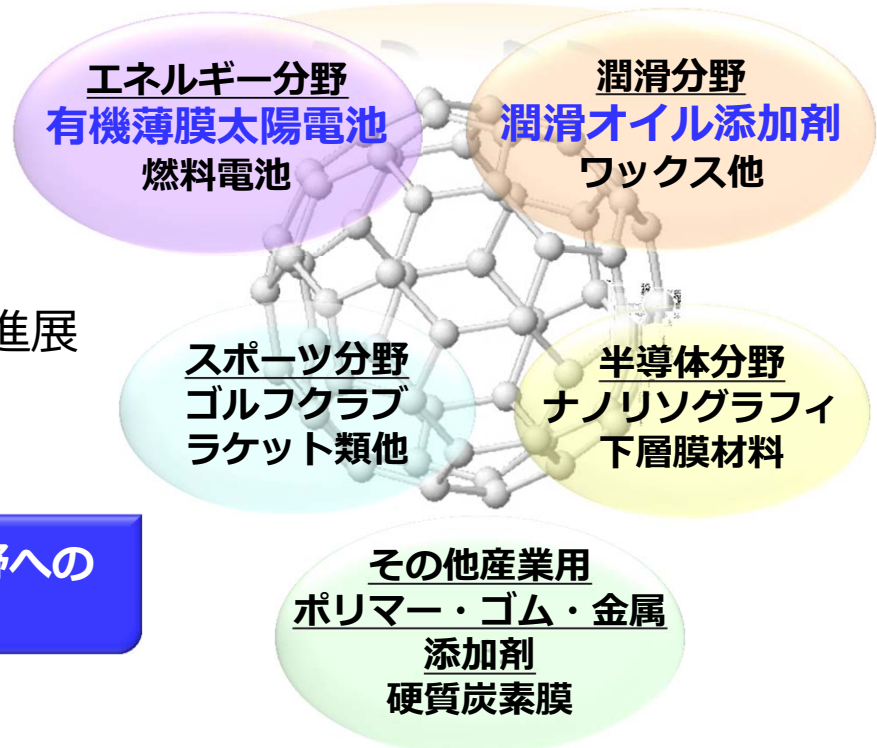 エネルギー分野
有機薄膜太陽電池
燃料電池
潤滑分野
潤滑オイル添加剤
ワックス他
進展
スポーツ分野
ゴルフクラブ
ラケット類他
半導体分野
ナノリソグラフィ
下層膜材料
野への
その他産業用
ポリマー・ゴム・金属
添加剤
硬質炭素膜